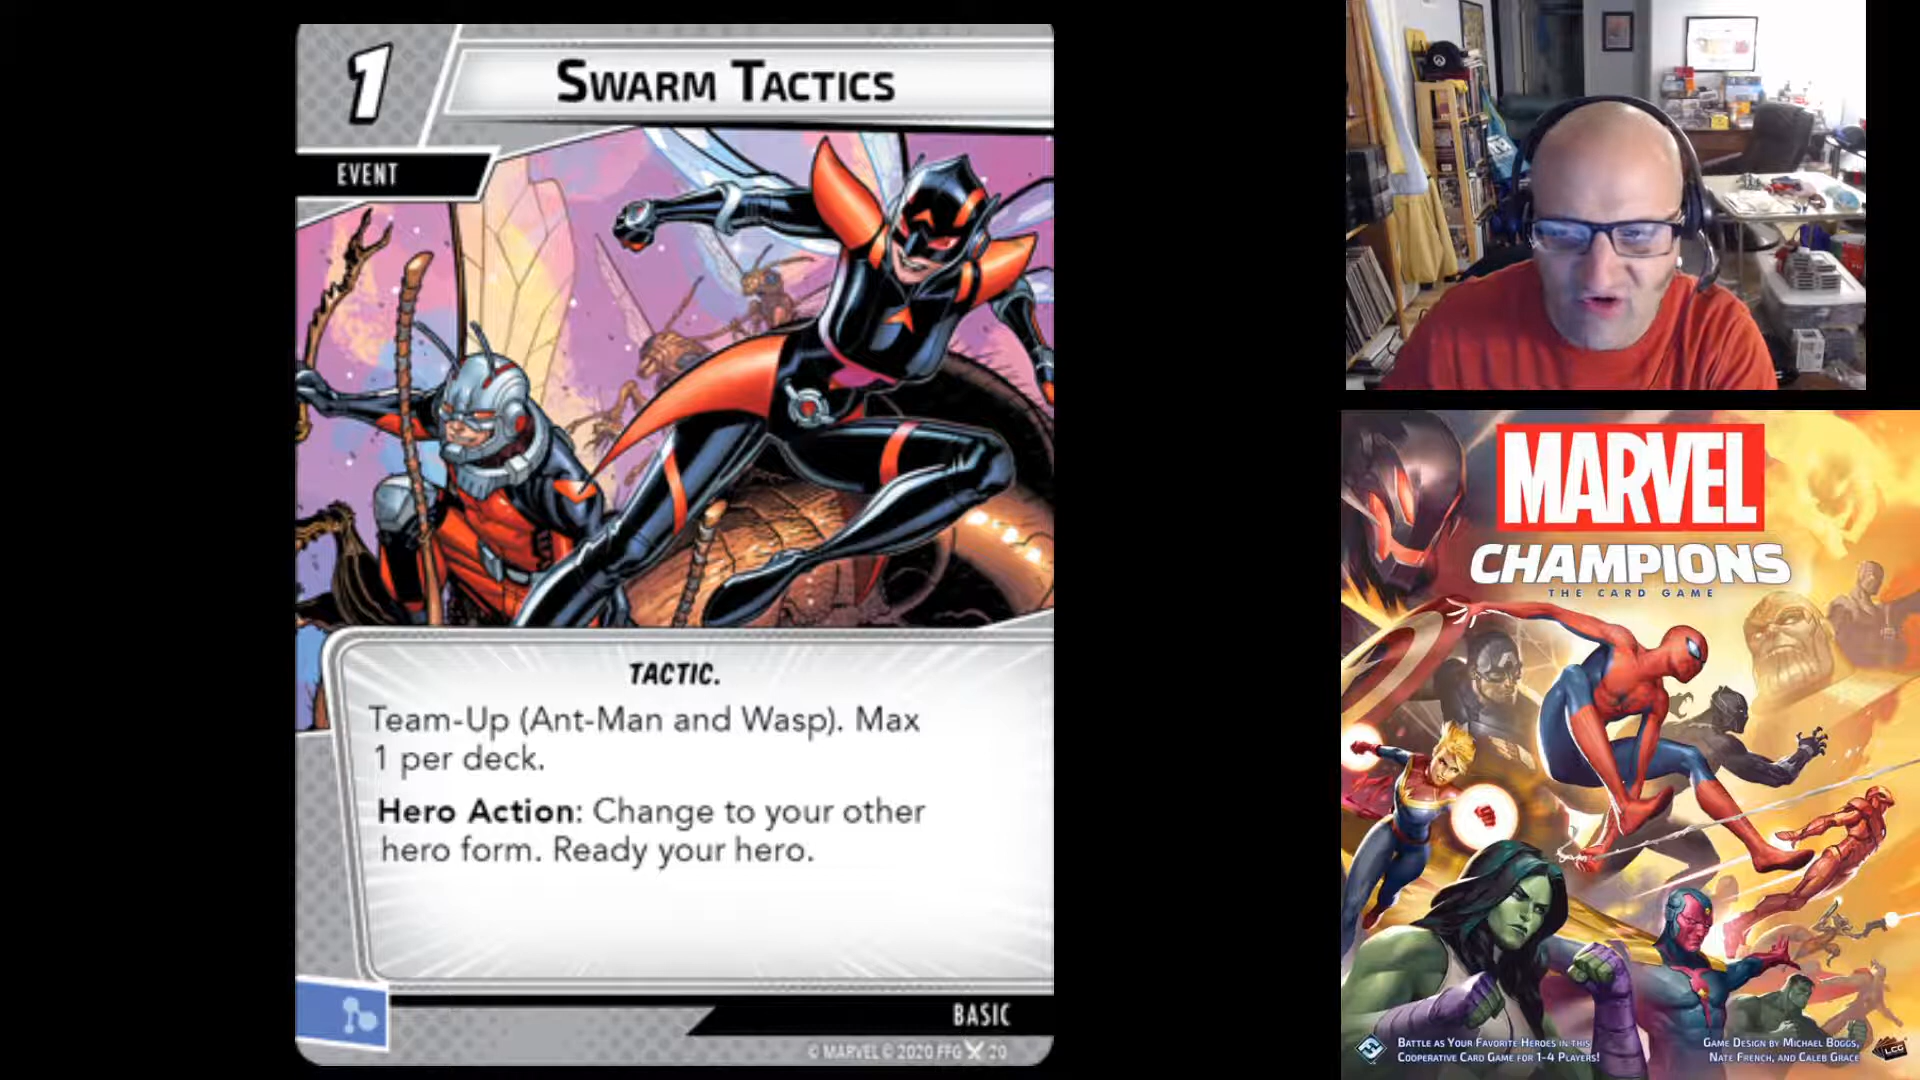 1
SWARM TACTICS
EVENT
TACTIC.
Team-Up (Ant-Man and Wasp). Max
1 per deck.
Hero Action: Change to your other
hero form. Ready your hero.
BASIC
© MARVEL © 2020 FFG 20
MARVEL
CHAMPIONS
THE CARD GAME
BATTLE AS YOUR FAVORITE HEROES IN THIS
COOPERATIVE CARD GAME FOR 1-4 PLAYERS!
GAME DESIGN BY MICHAEL BOGGS,
NATE FRENCH, AND CALEB GRACE
LCG